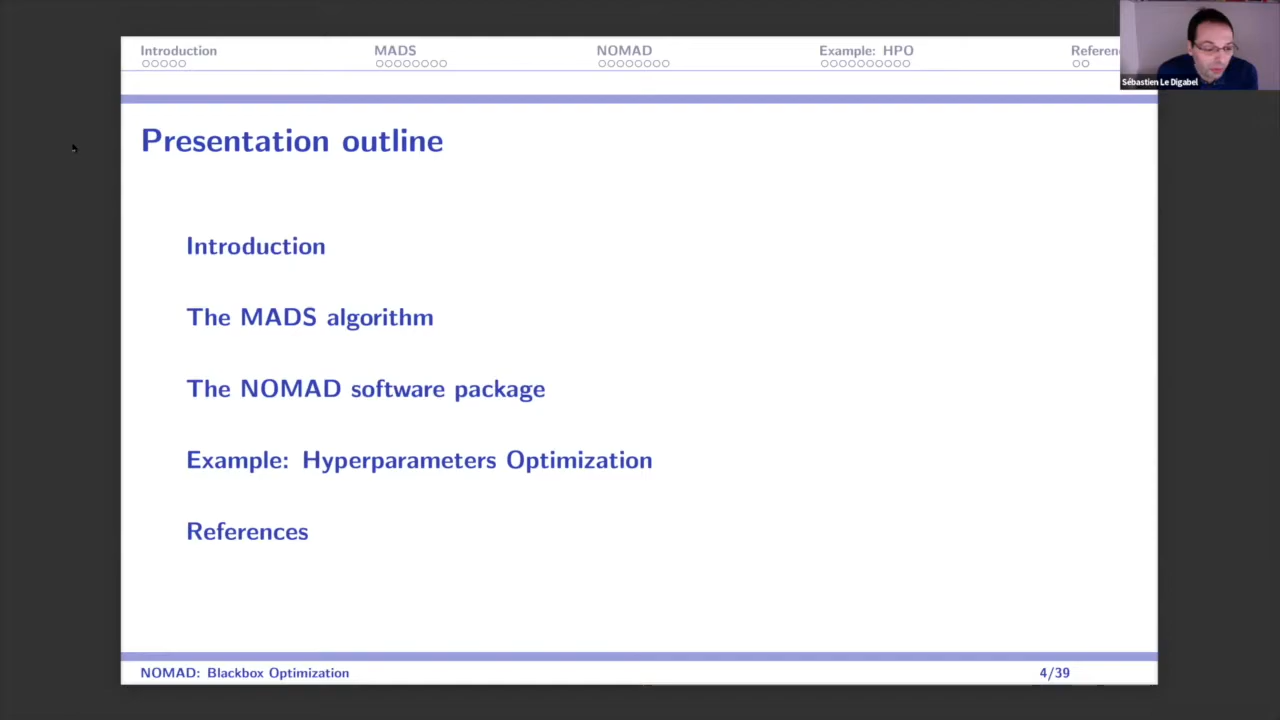 Introduction MADS NOMAD Example: HPO Referen
Sébastien Le Digabel
Presentation outline
Introduction
The MADS algorithm
The NOMAD software package
Example: Hyperparameters Optimization
References
NOMAD: Blackbox Optimization 4/39